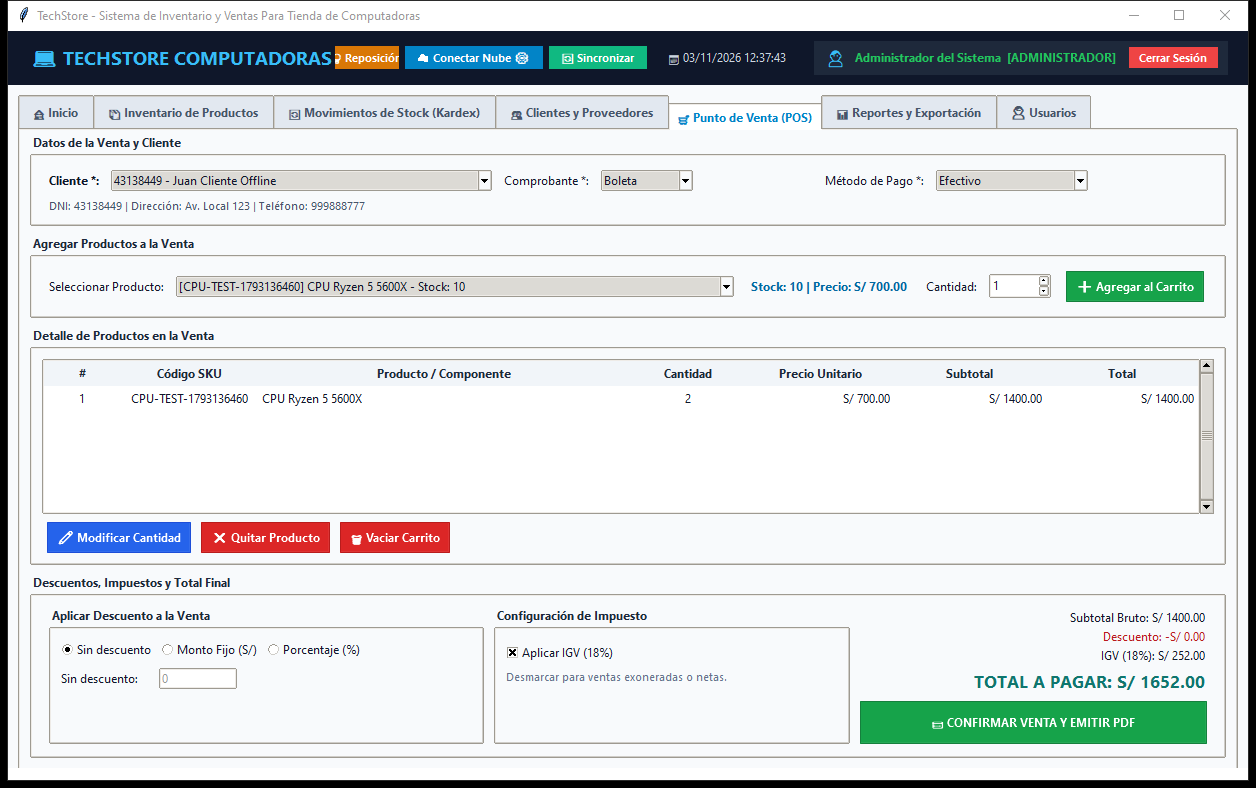 TechStore - Sistema de Inventario y Ventas Para Tienda de Computadoras
TECHSTORE COMPUTADORAS Reposición Conectar Nube Sincronizar 03/11/2026 12:37:43 Administrador del Sistema [ADMINISTRADOR] Cerrar Sesión
Inicio Inventario de Productos Movimientos de Stock (Kardex) Clientes y Proveedores Punto de Venta (POS) Reportes y Exportación Usuarios
Datos de la Venta y Cliente
Cliente *: 43138449 - Juan Cliente Offline Comprobante *: Boleta Método de Pago *: Efectivo
DNI: 43138449 | Dirección: Av. Local 123 | Teléfono: 999888777
Agregar Productos a la Venta
Seleccionar Producto: [CPU-TEST-1793136460] CPU Ryzen 5 5600X - Stock: 10 Stock: 10 | Precio: S/ 700.00 Cantidad: 1 Agregar al Carrito
Detalle de Productos en la Venta
# Código SKU Producto / Componente Cantidad Precio Unitario Subtotal Total
1 CPU-TEST-1793136460 CPU Ryzen 5 5600X 2 S/ 700.00 S/ 1400.00 S/ 1400.00
Modificar Cantidad Quitar Producto Vaciar Carrito
Descuentos, Impuestos y Total Final
Aplicar Descuento a la Venta
Sin descuento Monto Fijo (S/) Porcentaje (%)
Sin descuento: 0
Configuración de Impuesto
Aplicar IGV (18%)
Desmarcar para ventas exoneradas o netas.
Subtotal Bruto: S/ 1400.00
Descuento: -S/ 0.00
IGV (18%): S/ 252.00
TOTAL A PAGAR: S/ 1652.00
CONFIRMAR VENTA Y EMITIR PDF